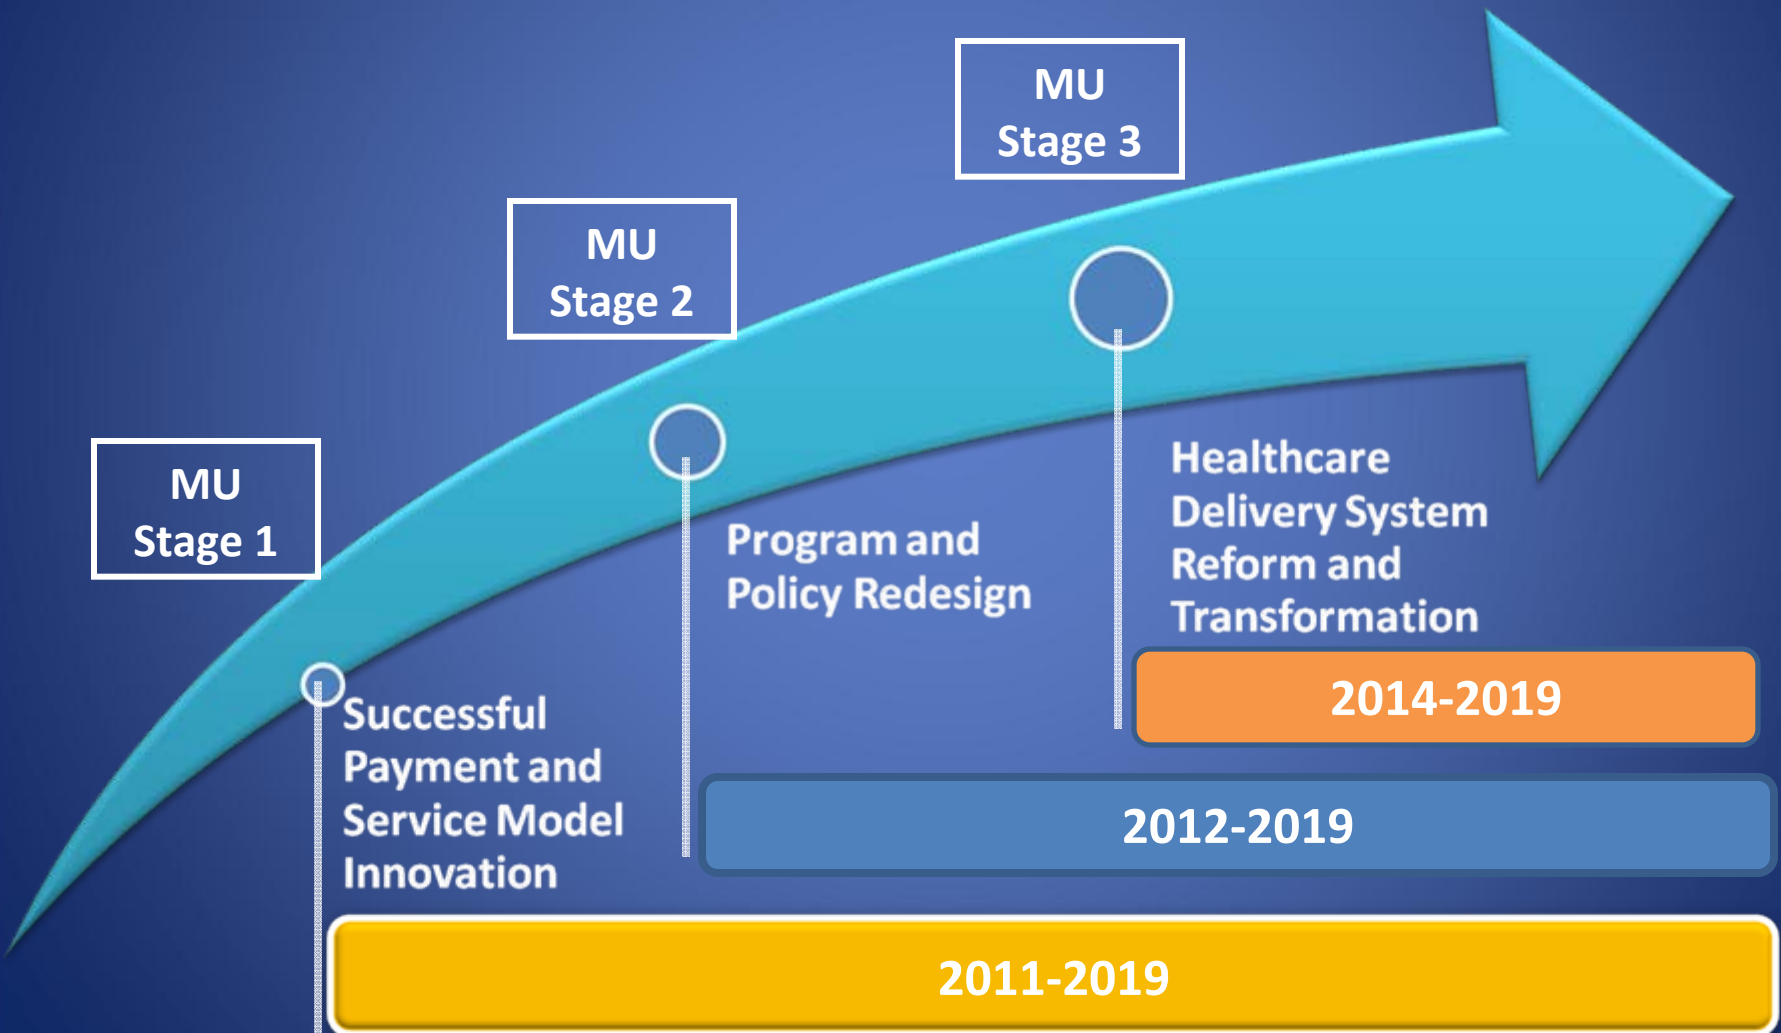 MU
Stage 1
MU
Stage 2
MU
Stage 3
Successful
Payment and
Service Model
Innovation
Program and
Policy Redesign
Healthcare
Delivery System
Reform and
Transformation
2014-2019
2012-2019
2011-2019